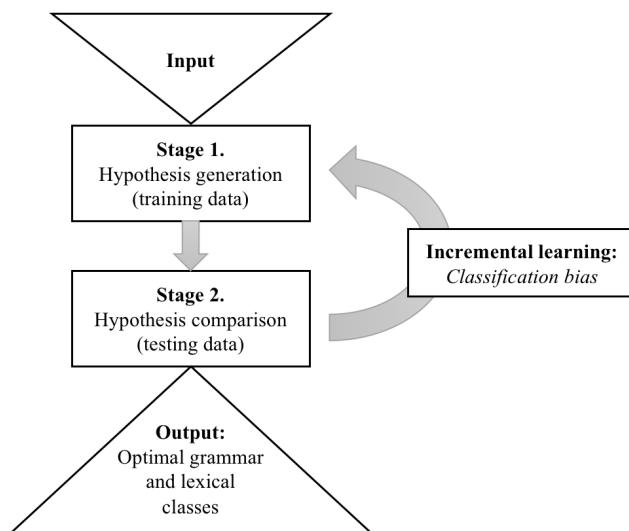 Input
Stage 1.
Hypothesis generation
(training data)
Incremental learning:
Classification bias
Stage 2.
Hypothesis comparison
(testing data)
Output:
Optimal grammar
and lexical
classes